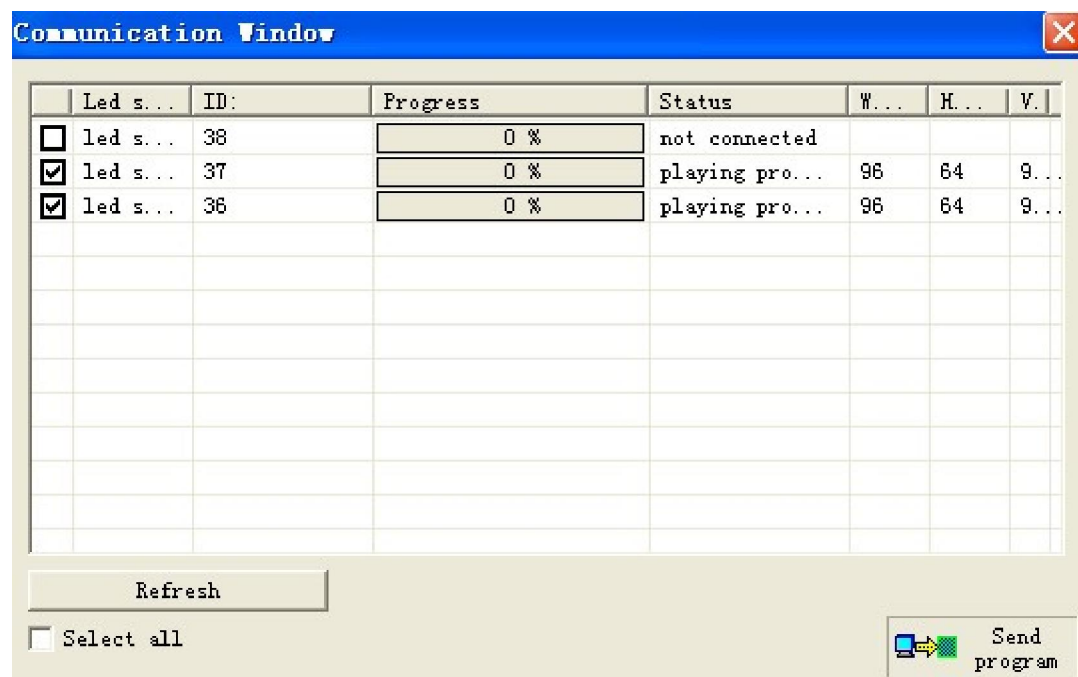 Communication Window
Led s... ID: Progress Status W... H... V.
led s... 38 0 % not connected
led s... 37 0 % playing pro... 96 64 9...
led s... 36 0 % playing pro... 96 64 9...
Refresh
Select all
Send
program